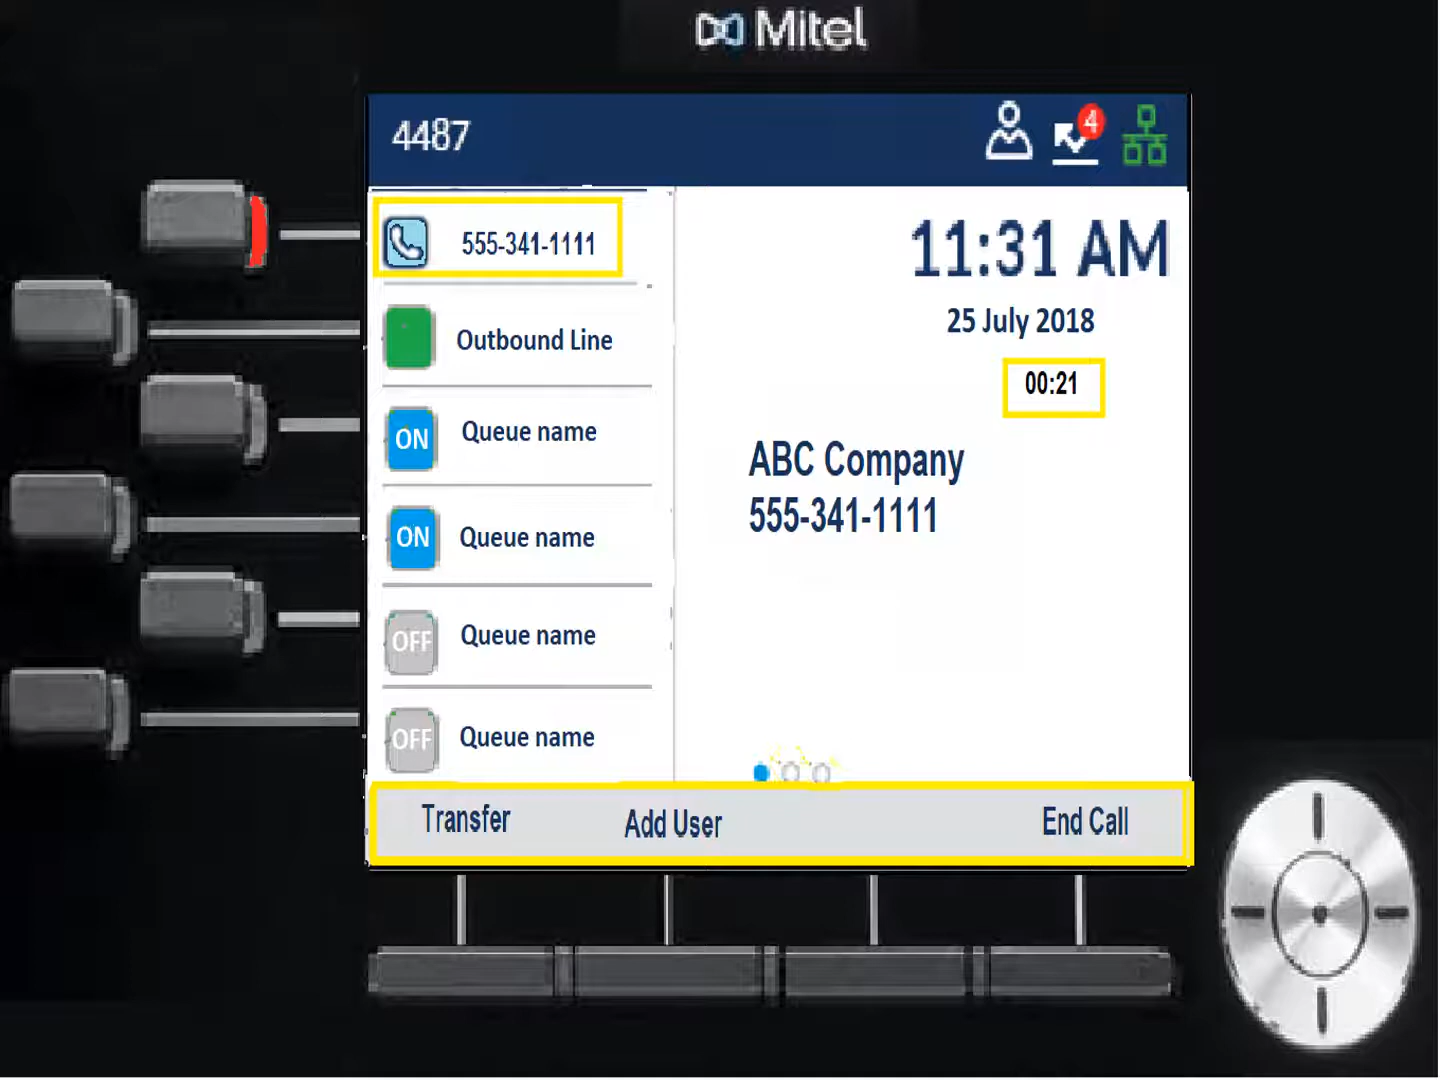 Mitel
4487
4
555-341-1111
Outbound Line
ON Queue name
ON Queue name
OFF Queue name
OFF Queue name
11:31 AM
25 July 2018
00:21
ABC Company
555-341-1111
Transfer Add User End Call